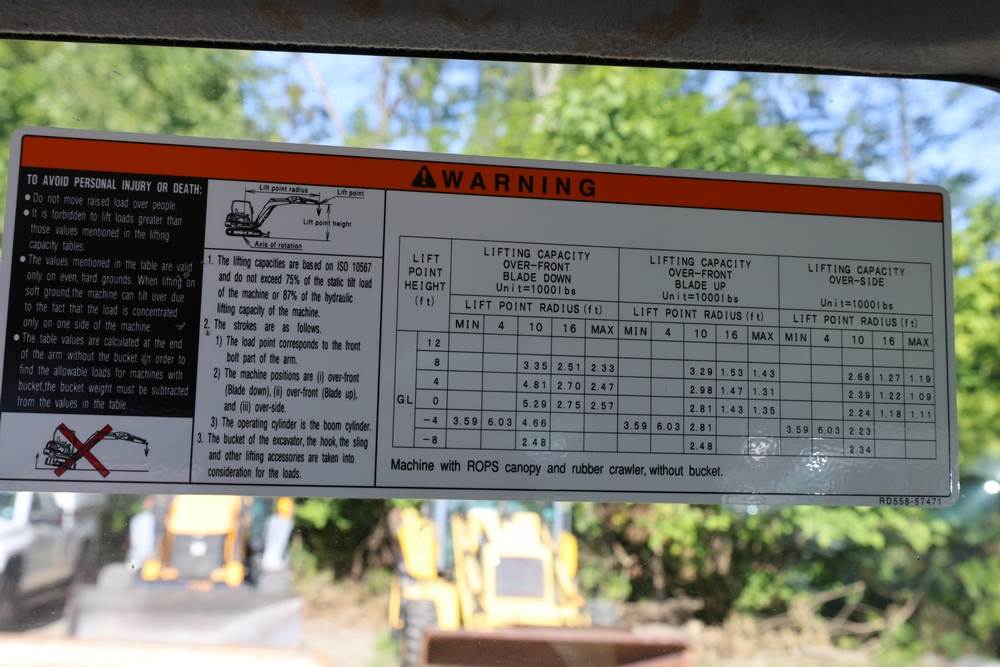 WARNING
TO AVOID PERSONAL INJURY OR DEATH:
● Do not move raised load over people.
● It is forbidden to lift loads greater than
those values mentioned in the lifting
capacity tables.
● The values mentioned in the table are valid
only on even, hard grounds. When lifting on
soft ground,the machine can tilt over due
to the fact that the load is concentrated
only on one side of the machine.
● The table values are calculated at the end
of the arm without the bucket. In order to
find the allowable loads for machines with
bucket,the bucket weight must be subtracted
from the values in the table.
Lift point radius
Lift point
Lift point height
Axis of rotation
1. The lifting capacities are based on ISO 10567
and do not exceed 75% of the static tilt load
of the machine or 87% of the hydraulic
lifting capacity of the machine.
2. The strokes are as follows.
1) The load point corresponds to the front
bolt part of the arm.
2) The machine positions are (i) over-front
(Blade down), (ii) over-front (Blade up),
and (iii) over-side.
3) The operating cylinder is the boom cylinder.
3. The bucket of the excavator, the hook, the sling
and other lifting accessories are taken into
consideration for the loads.
LIFT POINT HEIGHT (ft)
LIFTING CAPACITY OVER-FRONT BLADE DOWN Unit=1000lbs
LIFTING CAPACITY OVER-FRONT BLADE UP Unit=1000lbs
LIFTING CAPACITY OVER-SIDE Unit=1000lbs
LIFT POINT RADIUS (ft) LIFT POINT RADIUS (ft) LIFT POINT RADIUS (ft)
MIN 4 10 16 MAX MIN 4 10 16 MAX MIN 4 10 16 MAX
12
8 3.35 2.51 2.33 3.29 1.53 1.43 2.68 1.27 1.19
4 4.81 2.70 2.47 2.98 1.47 1.31 2.39 1.22 1.09
GL 0 5.29 2.75 2.57 2.81 1.43 1.35 2.24 1.18 1.11
-4 3.59 6.03 4.66 3.59 6.03 2.81 3.59 6.03 2.23
-8 2.48 2.48 2.34
Machine with ROPS canopy and rubber crawler, without bucket.
RD558-57471